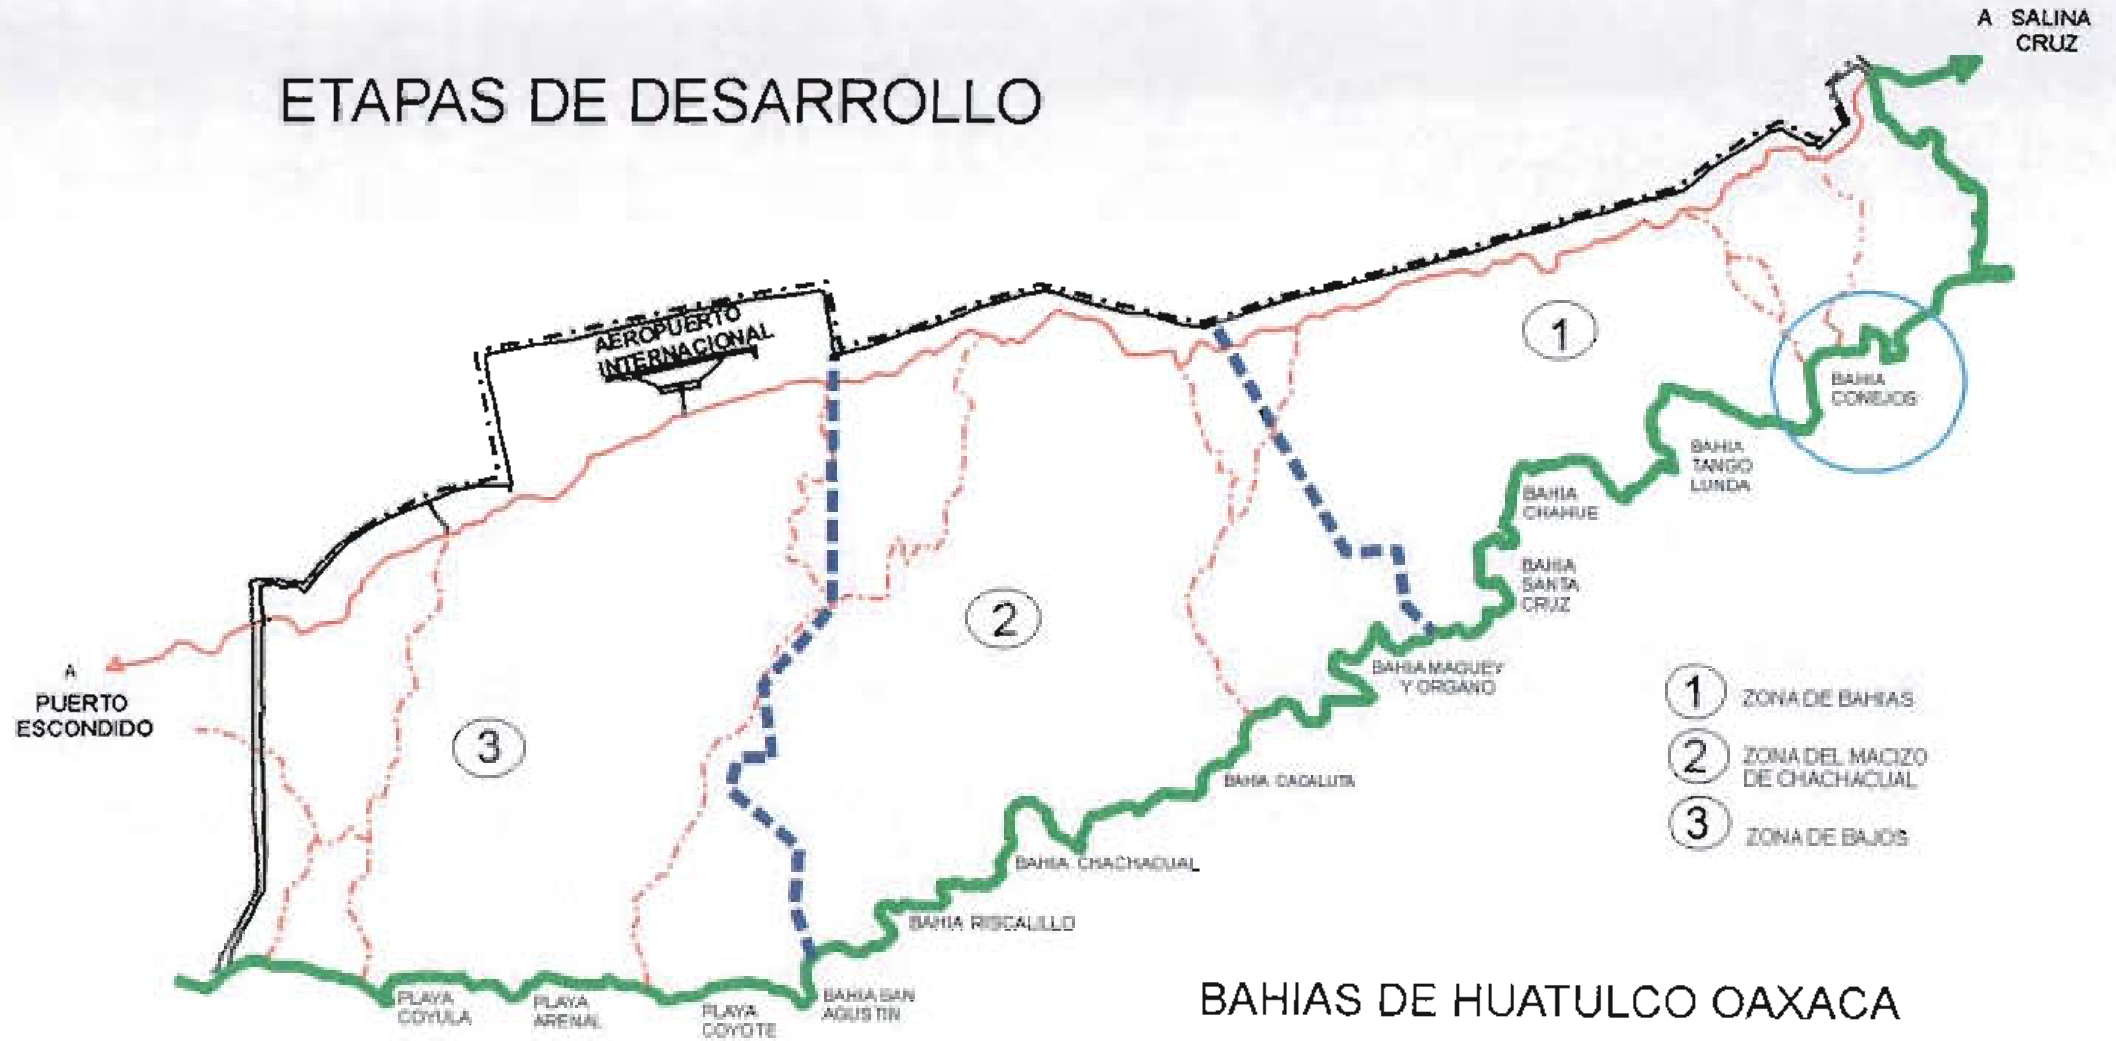 A SALINA
CRUZ
ETAPAS DE DESARROLLO
AEROPUERTO
INTERNACIONAL
1
BAHIA
CONEJOS
BAHIA
TANGO
LUNDA
BAHIA
CHAHUE
BAHIA
SANTA
CRUZ
2
BAHIA MAGUEY
Y ORGANO
A
PUERTO
ESCONDIDO
3
BAHIA CACALUTA
BAHIA CHACHACUAL
BAHIA RISCALILLO
BAHIA SAN
AGUSTIN
PLAYA
COYULA
PLAYA
ARENAL
PLAYA
COYOTE
1 ZONA DE BAHIAS
2 ZONA DEL MACIZO
DE CHACHACUAL
3 ZONA DE BAJOS
BAHIAS DE HUATULCO OAXACA